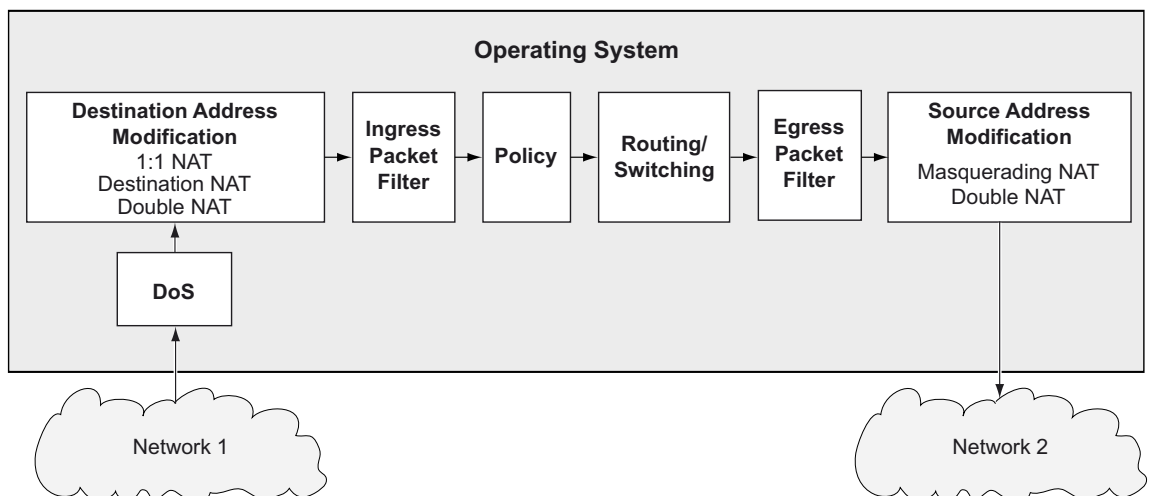 Operating System
Destination Address
Modification
1:1 NAT
Destination NAT
Double NAT
Ingress
Packet
Filter
Policy
Routing/
Switching
Egress
Packet
Filter
Source Address
Modification
Masquerading NAT
Double NAT
DoS
Network 1
Network 2